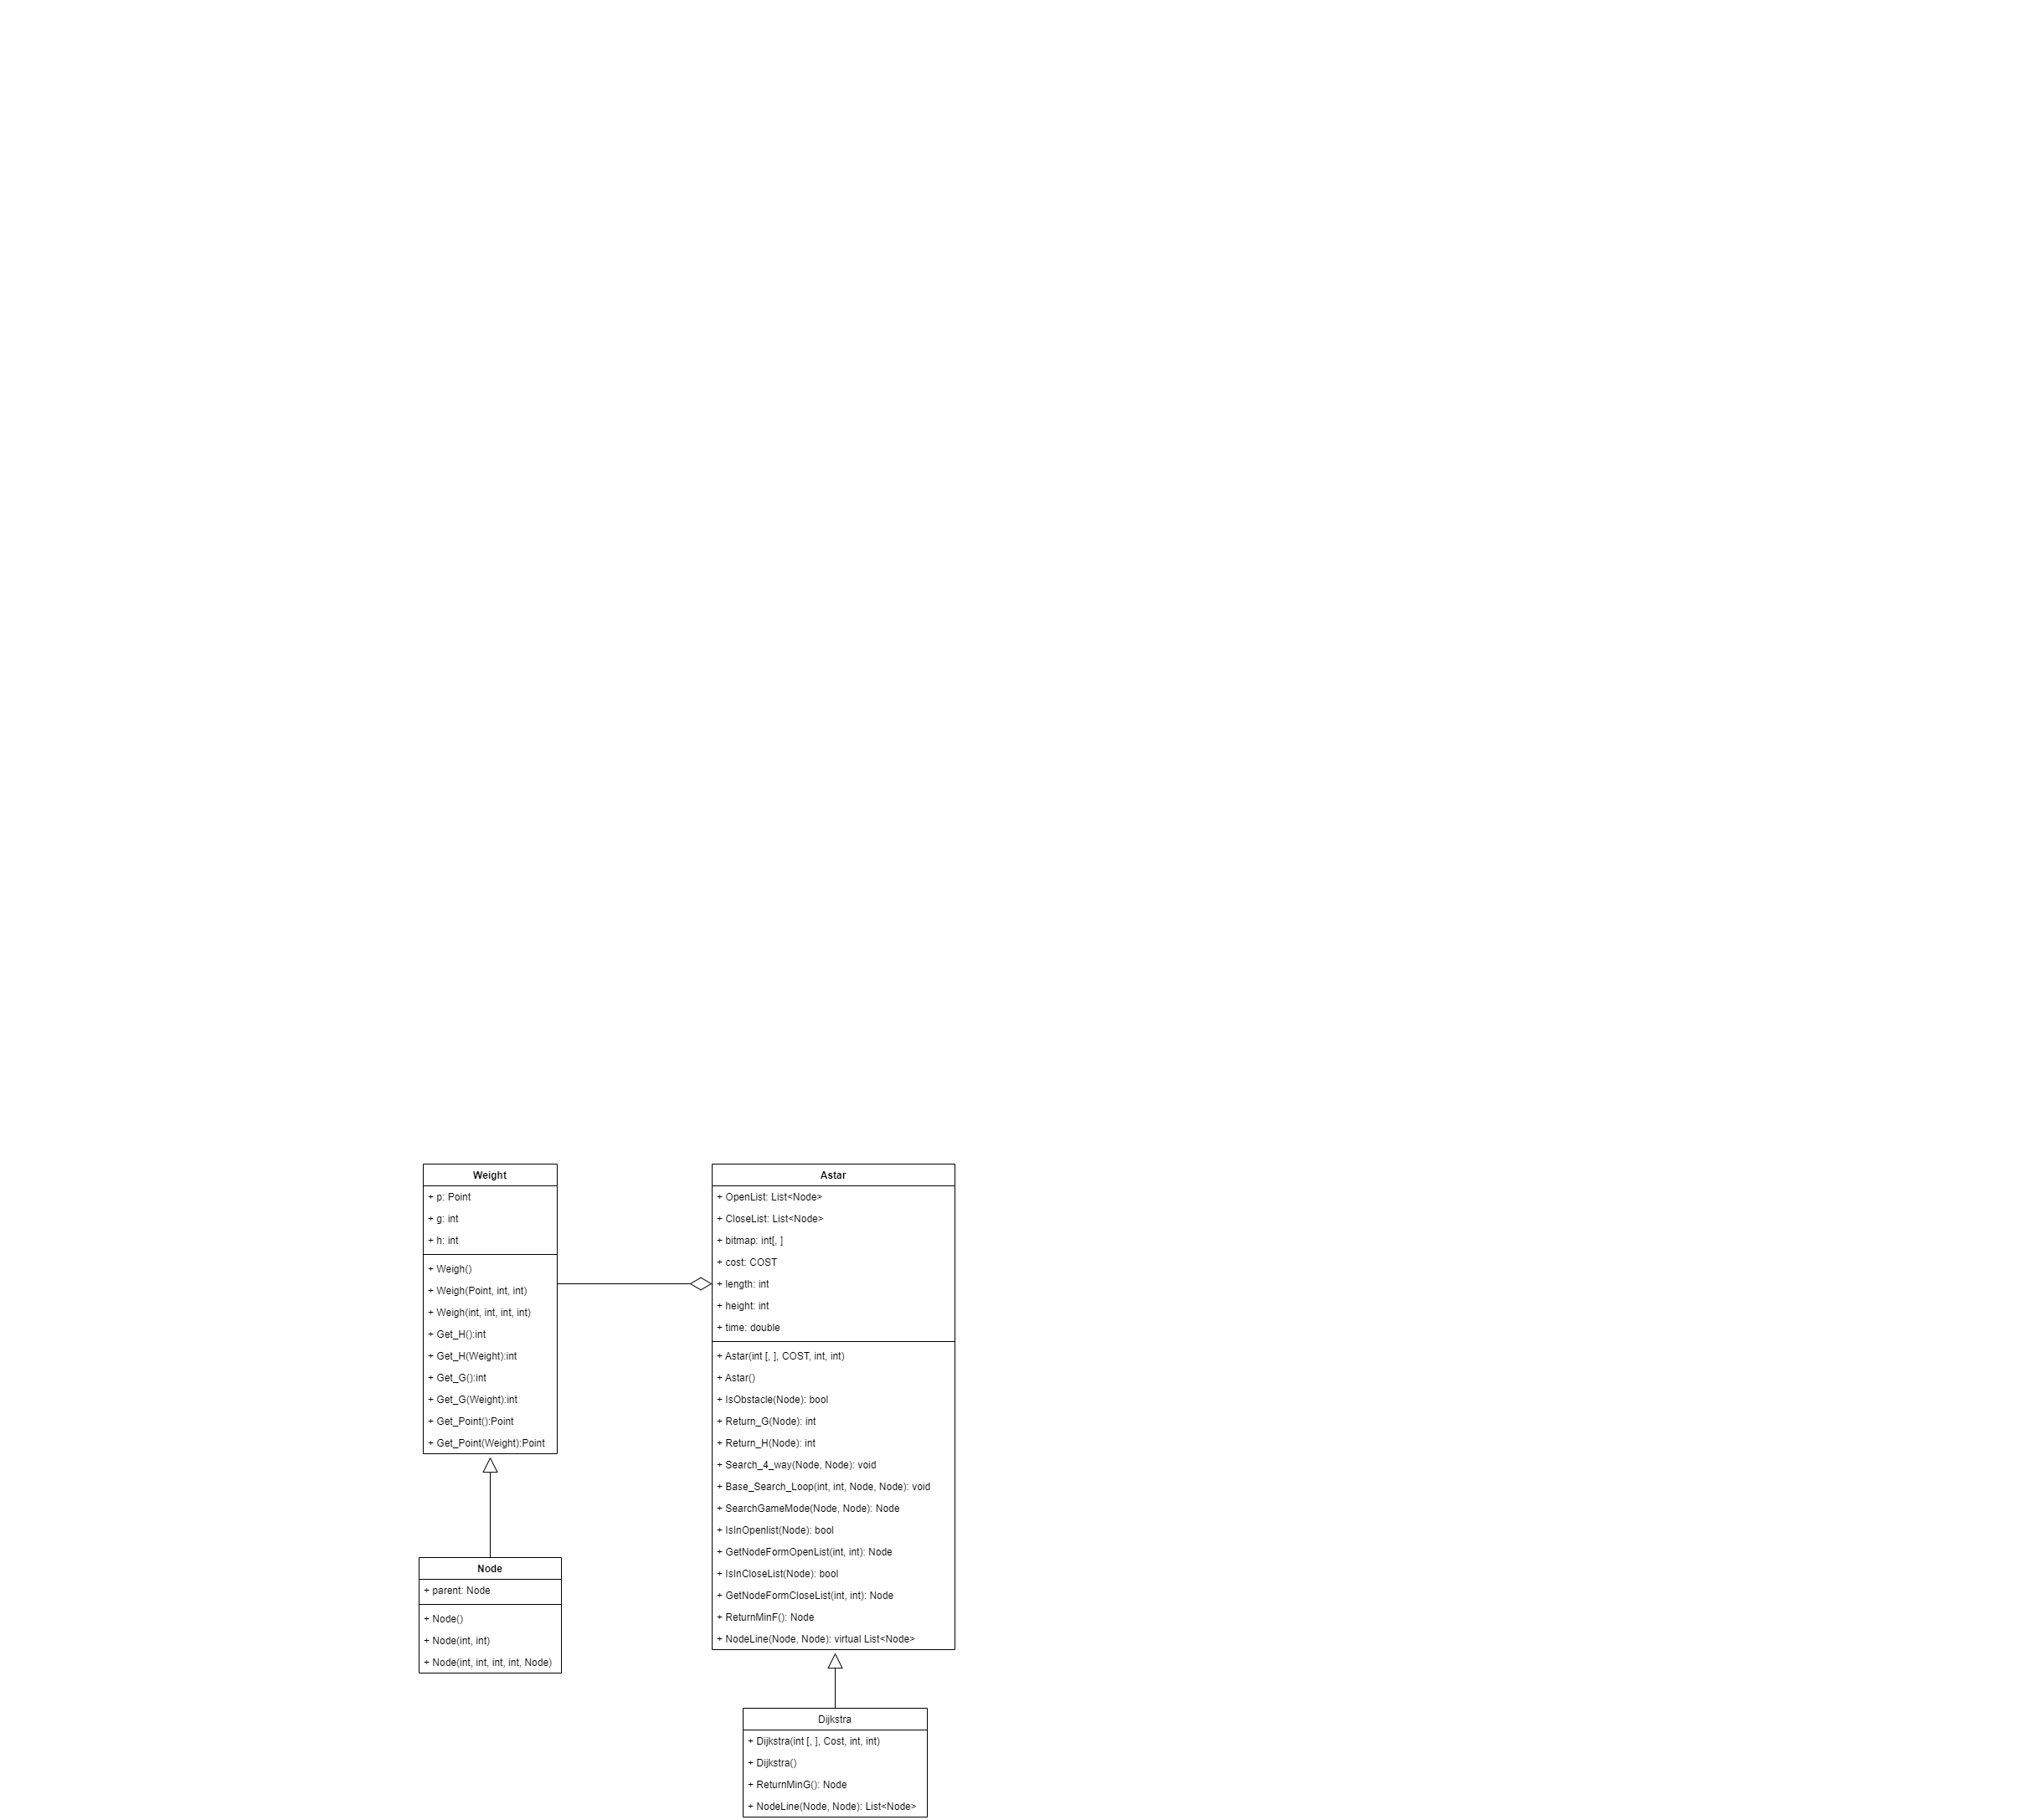 Weight
+ p: Point
+ g: int
+ h: int
+ Weigh()
+ Weigh(Point, int, int)
+ Weigh(int, int, int, int)
+ Get_H():int
+ Get_H(Weight):int
+ Get_G():int
+ Get_G(Weight):int
+ Get_Point():Point
+ Get_Point(Weight):Point
Node
+ parent: Node
+ Node()
+ Node(int, int)
+ Node(int, int, int, int, Node)
Astar
+ OpenList: List<Node>
+ CloseList: List<Node>
+ bitmap: int[, ]
+ cost: COST
+ length: int
+ height: int
+ time: double
+ Astar(int [, ], COST, int, int)
+ Astar()
+ IsObstacle(Node): bool
+ Return_G(Node): int
+ Return_H(Node): int
+ Search_4_way(Node, Node): void
+ Base_Search_Loop(int, int, Node, Node): void
+ SearchGameMode(Node, Node): Node
+ IsInOpenlist(Node): bool
+ GetNodeFormOpenList(int, int): Node
+ IsInCloseList(Node): bool
+ GetNodeFormCloseList(int, int): Node
+ ReturnMinF(): Node
+ NodeLine(Node, Node): virtual List<Node>
Dijkstra
+ Dijkstra(int [, ], Cost, int, int)
+ Dijkstra()
+ ReturnMinG(): Node
+ NodeLine(Node, Node): List<Node>